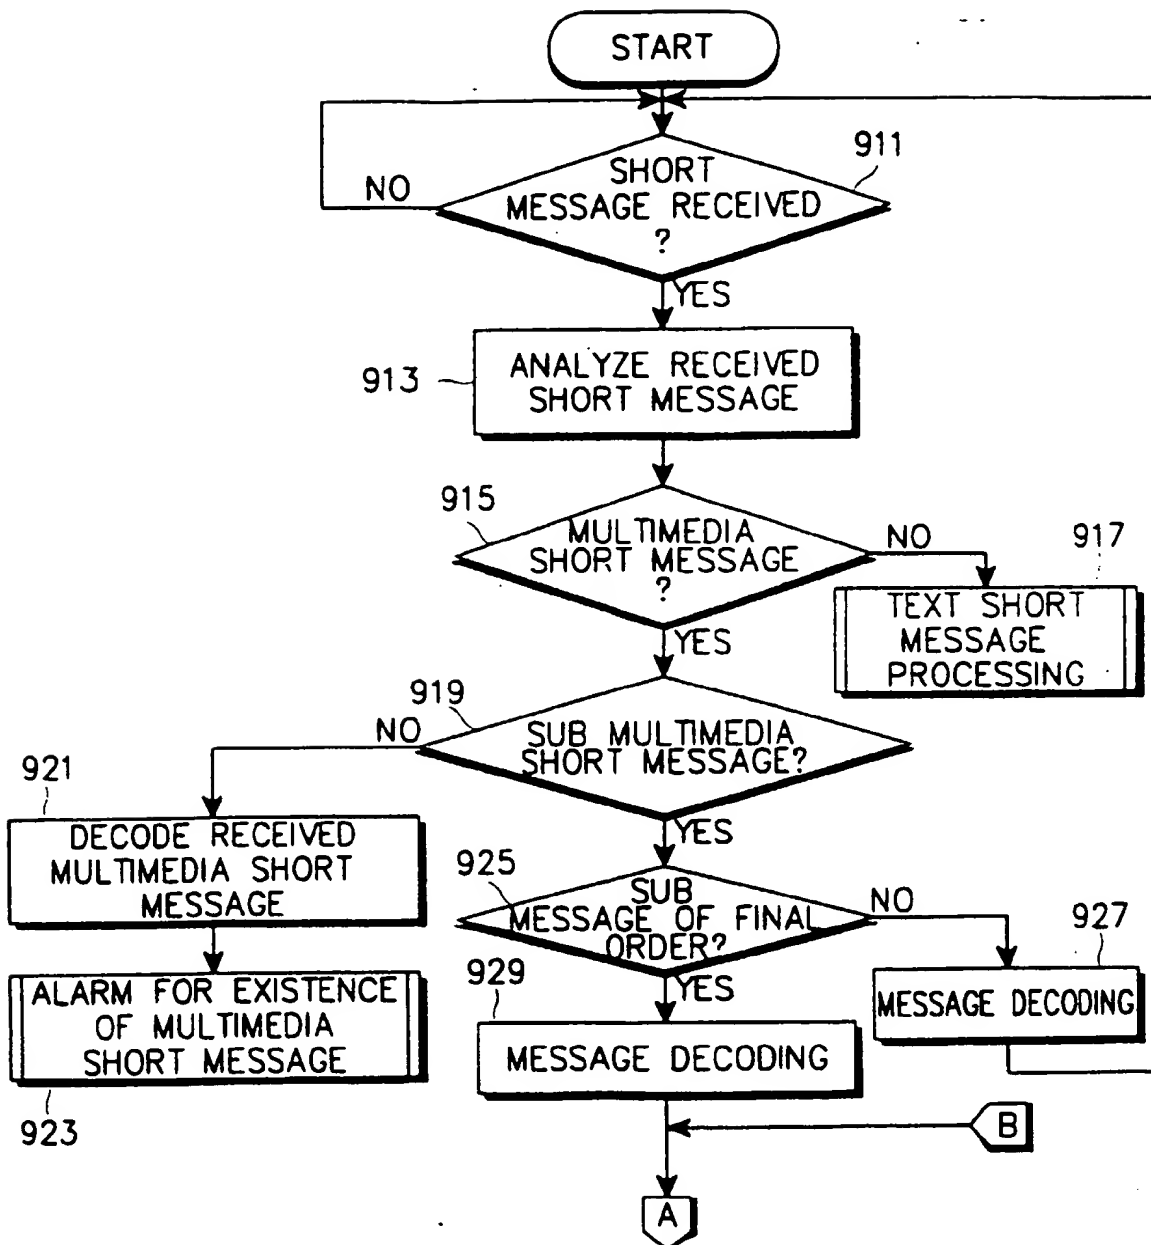 START
911
SHORT
MESSAGE RECEIVED
?
NO
YES
913
ANALYZE RECEIVED
SHORT MESSAGE
915
MULTIMEDIA
SHORT MESSAGE
?
NO
917
YES
TEXT SHORT
MESSAGE
PROCESSING
919
NO
SUB MULTIMEDIA
SHORT MESSAGE?
921
YES
DECODE RECEIVED
MULTIMEDIA SHORT
MESSAGE
925
SUB
MESSAGE OF FINAL
ORDER?
NO
927
YES
929
MESSAGE DECODING
ALARM FOR EXISTENCE
OF MULTIMEDIA
SHORT MESSAGE
923
MESSAGE DECODING
B
A